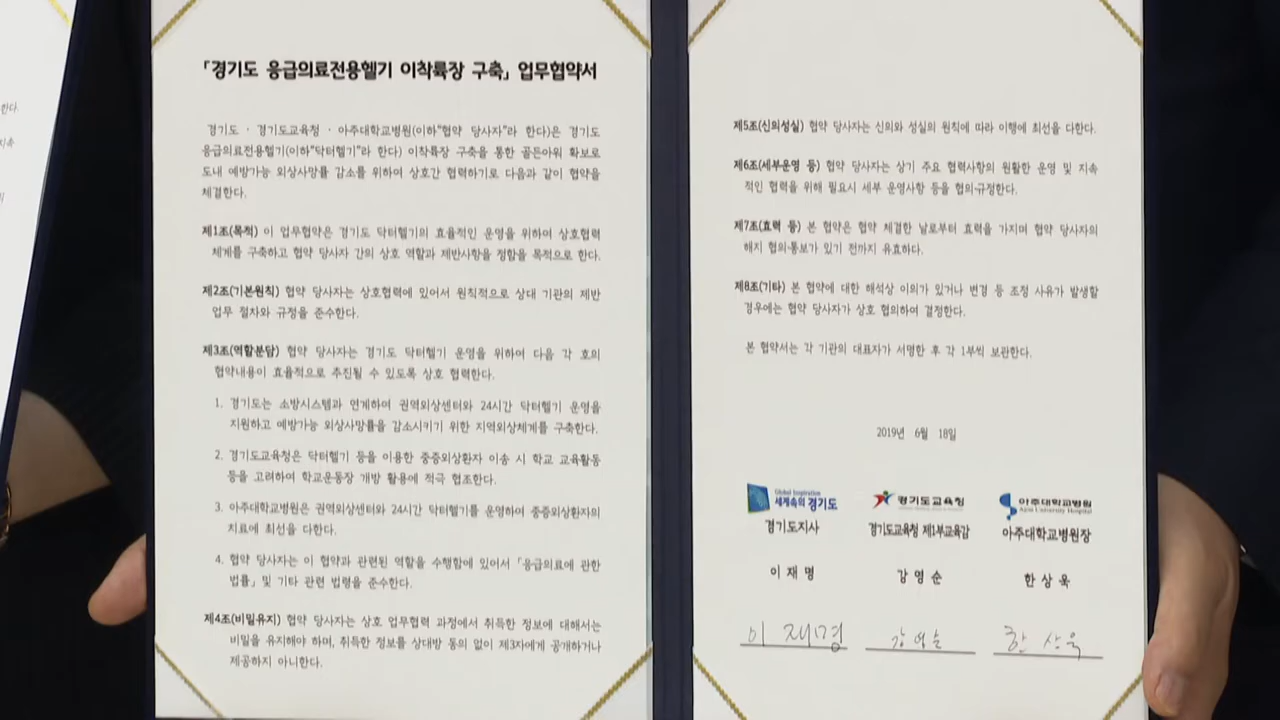 한다.
지속
「경기도 응급의료전용헬기 이착륙장 구축」 업무협약서
경기도 · 경기도교육청 · 아주대학교병원(이하"협약 당사자"라 한다)은 경기도
응급의료전용헬기(이하"닥터헬기"라 한다) 이착륙장 구축을 통한 골든아워 확보로
도내 예방가능 외상사망률 감소를 위하여 상호간 협력하기로 다음과 같이 협약을
체결한다.
제1조(목적) 이 업무협약은 경기도 닥터헬기의 효율적인 운영을 위하여 상호협력
체계를 구축하고 협약 당사자 간의 상호 역할과 제반사항을 정함을 목적으로 한다.
제2조(기본원칙) 협약 당사자는 상호협력에 있어서 원칙적으로 상대 기관의 제반
업무 절차와 규정을 준수한다.
제3조(역할분담) 협약 당사자는 경기도 닥터헬기 운영을 위하여 다음 각 호의
협약내용이 효율적으로 추진될 수 있도록 상호 협력한다.
1. 경기도는 소방시스템과 연계하여 권역외상센터와 24시간 닥터헬기 운영을
지원하고 예방가능 외상사망률을 감소시키기 위한 지역외상체계를 구축한다.
2. 경기도교육청은 닥터헬기 등을 이용한 중증외상환자 이송 시 학교 교육활동
등을 고려하여 학교운동장 개방 활용에 적극 협조한다.
3. 아주대학교병원은 권역외상센터와 24시간 닥터헬기를 운영하여 중증외상환자의
치료에 최선을 다한다.
4. 협약 당사자는 이 협약과 관련된 역할을 수행함에 있어서 「응급의료에 관한
법률」 및 기타 관련 법령을 준수한다.
제4조(비밀유지) 협약 당사자는 상호 업무협력 과정에서 취득한 정보에 대해서는
비밀을 유지해야 하며, 취득한 정보를 상대방 동의 없이 제3자에게 공개하거나
제공하지 아니한다.
제5조(신의성실) 협약 당사자는 신의와 성실의 원칙에 따라 이행에 최선을 다한다.
제6조(세부운영 등) 협약 당사자는 상기 주요 협력사항의 원활한 운영 및 지속
적인 협력을 위해 필요시 세부 운영사항 등을 협의·규정한다.
제7조(효력 등) 본 협약은 협약 체결한 날로부터 효력을 가지며 협약 당사자의
해지 협의·통보가 있기 전까지 유효하다.
제8조(기타) 본 협약에 대한 해석상 이의가 있거나 변경 등 조정 사유가 발생할
경우에는 협약 당사자가 상호 협의하여 결정한다.
본 협약서는 각 기관의 대표자가 서명한 후 각 1부씩 보관한다.
2019년 6월 18일
Global Inspiration
세계속의 경기도 경기도교육청 아주대학교병원
Ajou University Hospital
경기도지사 경기도교육청 제1부교육감 아주대학교병원장
이 재 명 강 영 순 한 상 욱
이 재명 강영순 한 상욱